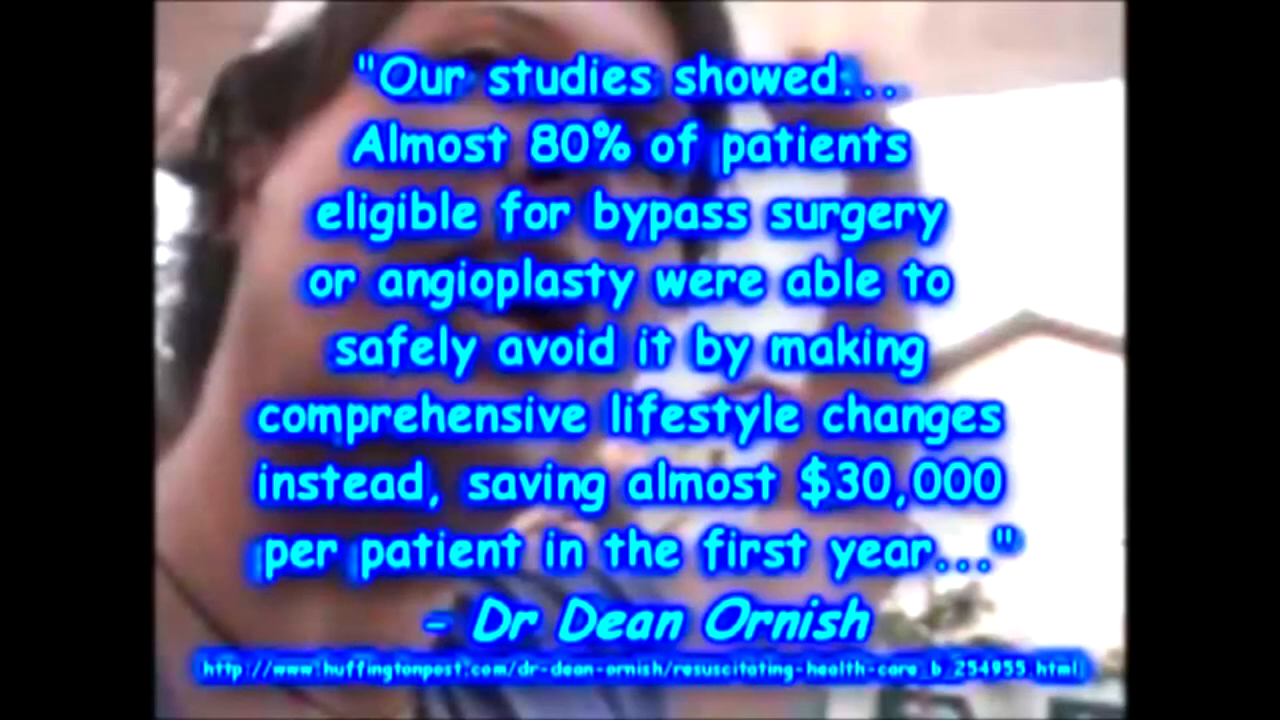 "Our studies showed...
Almost 80% of patients
eligible for bypass surgery
or angioplasty were able to
safely avoid it by making
comprehensive lifestyle changes
instead, saving almost $30,000
per patient in the first year..."
- Dr Dean Ornish
http://www.huffingtonpost.com/dr-dean-ornish/resuscitating-health-care_b_254955.html